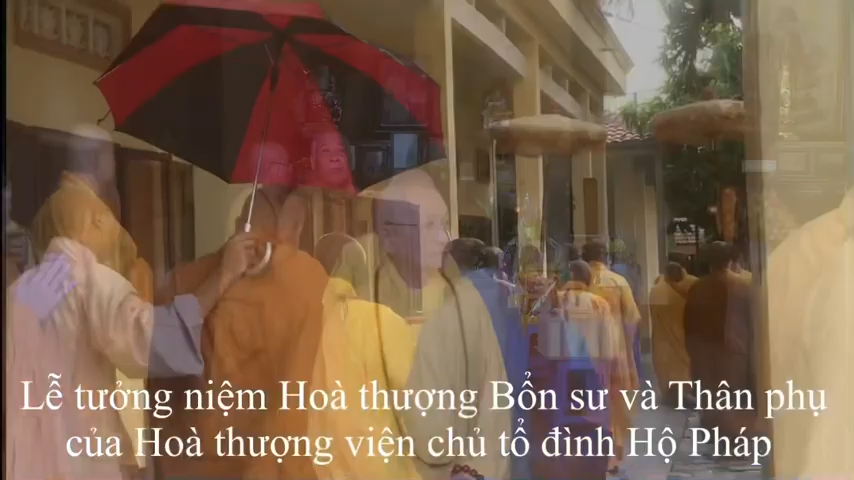 Lễ tưởng niệm Hoà thượng Bổn sư và Thân phụ
của Hoà thượng viện chủ tổ đình Hộ Pháp